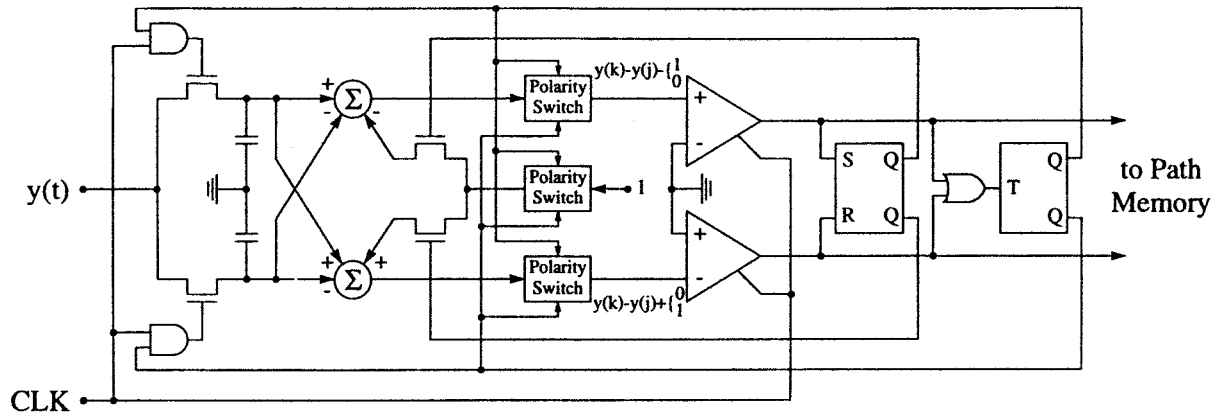 Polarity
Switch
y(k)-y(j)-{1
0
+
-
Σ
-
+
-
y(t)
Polarity
Switch
1
S Q
R Q
T Q
Q
to Path
Memory
+
-
Σ
+
Polarity
Switch
y(k)-y(j)+{0
1
+
-
CLK